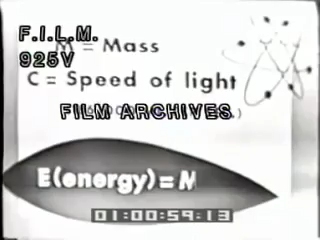 F.I.L.M.
925V
M = Mass
C = Speed of light
FILM ARCHIVES
E(energy) = M
01:00:59:13